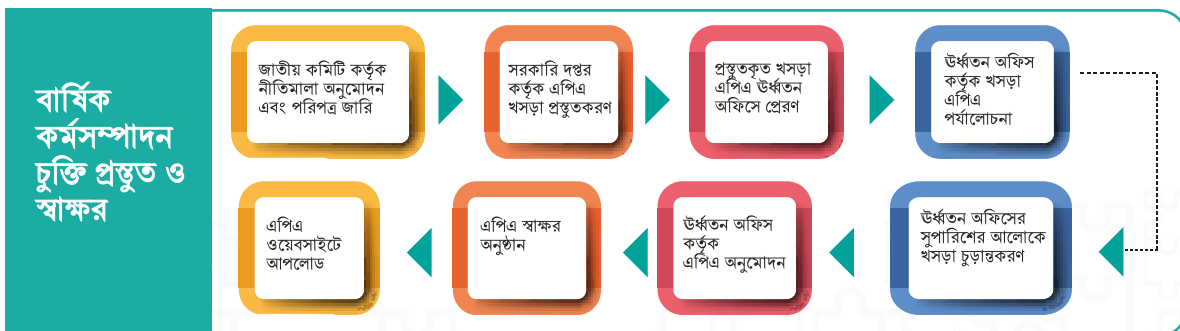 বার্ষিক
কর্মসম্পাদন
চুক্তি প্রস্তুত ও
স্বাক্ষর
জাতীয় কমিটি কর্তৃক
নীতিমালা অনুমোদন
এবং পরিপত্র জারি
সরকারি দপ্তর
কর্তৃক এপিএ
খসড়া প্রস্তুতকরণ
প্রস্তুতকৃত খসড়া
এপিএ ঊর্ধ্বতন
অফিসে প্রেরণ
ঊর্ধ্বতন অফিস
কর্তৃক খসড়া
এপিএ
পর্যালোচনা
ঊর্ধ্বতন অফিসের
সুপারিশের আলোকে
খসড়া চুড়ান্তকরণ
ঊর্ধ্বতন অফিস
কর্তৃক
এপিএ অনুমোদন
এপিএ স্বাক্ষর
অনুষ্ঠান
এপিএ
ওয়েবসাইটে
আপলোড